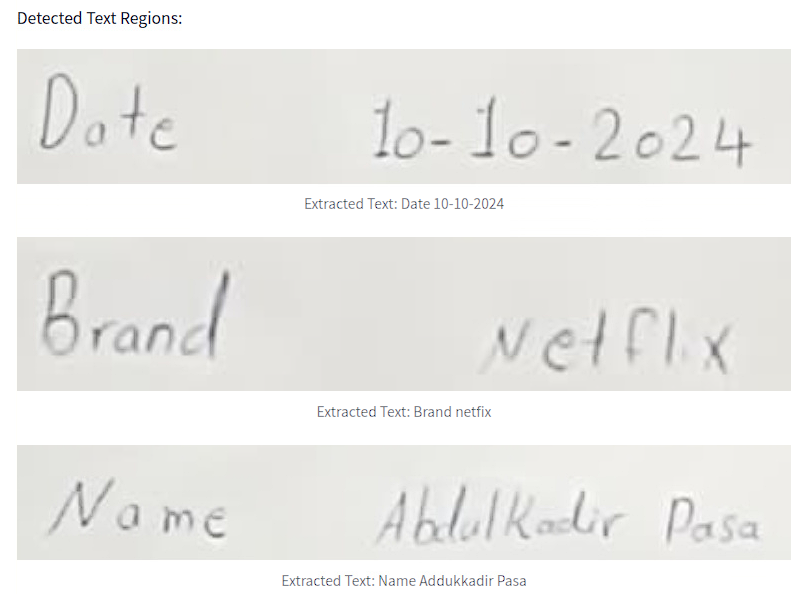 Detected Text Regions:
Date 10-10-2024
Extracted Text: Date 10-10-2024
Brand Netflix
Extracted Text: Brand netfix
Name Abdulkadir Pasa
Extracted Text: Name Addukkadir Pasa